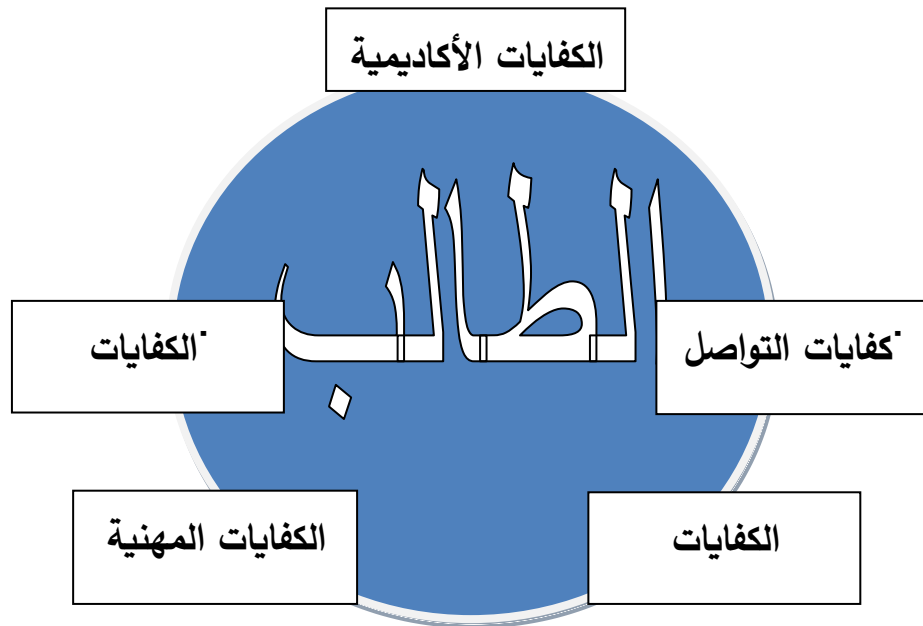 الكفايات الأكاديمية
الطالب
كفايات التواصل
الكفايات
الكفايات
الكفايات المهنية